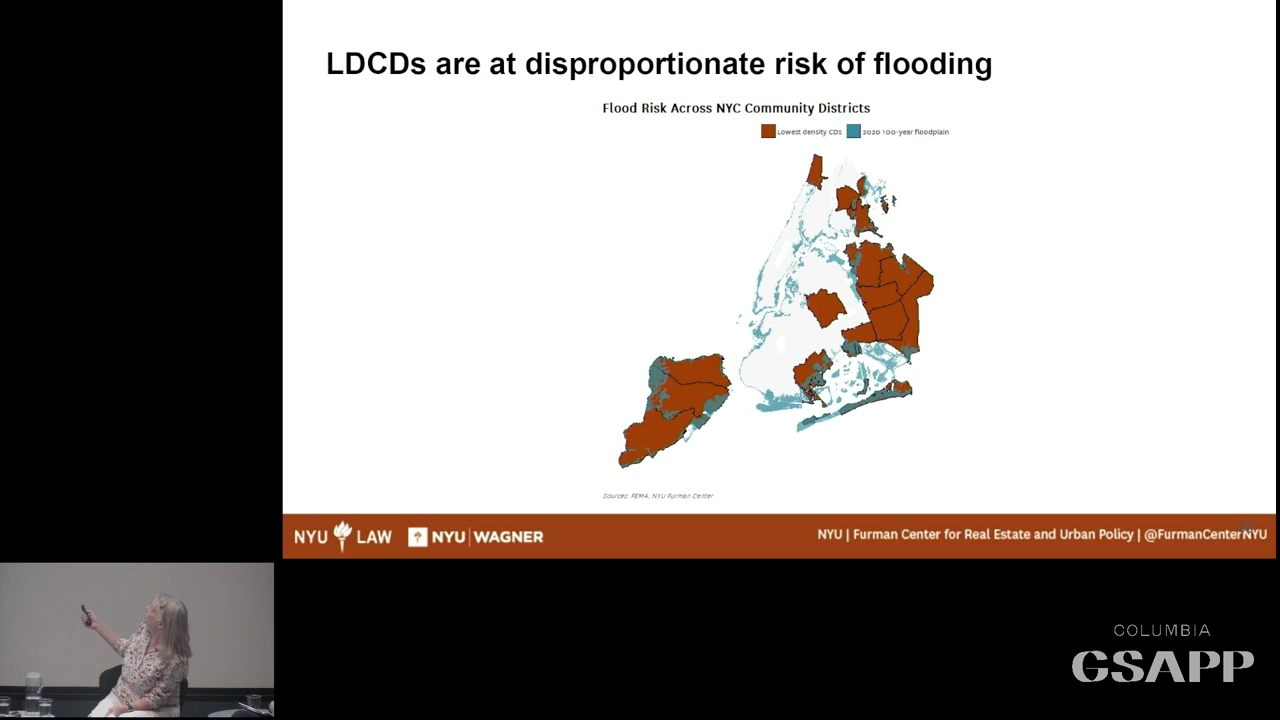 LDCDs are at disproportionate risk of flooding
Flood Risk Across NYC Community Districts
Lowest density CDs 2020 100-year floodplain
Sources: FEMA, NYU Furman Center
NYU LAW NYU | WAGNER
NYU | Furman Center for Real Estate and Urban Policy | @FurmanCenterNYU
COLUMBIA
GSAPP